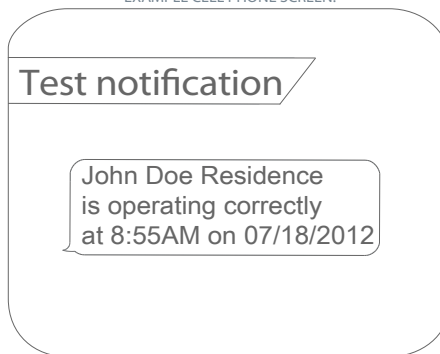 EXAMPLE CELL PHONE SCREEN:
Test notification
John Doe Residence
is operating correctly
at 8:55AM on 07/18/2012